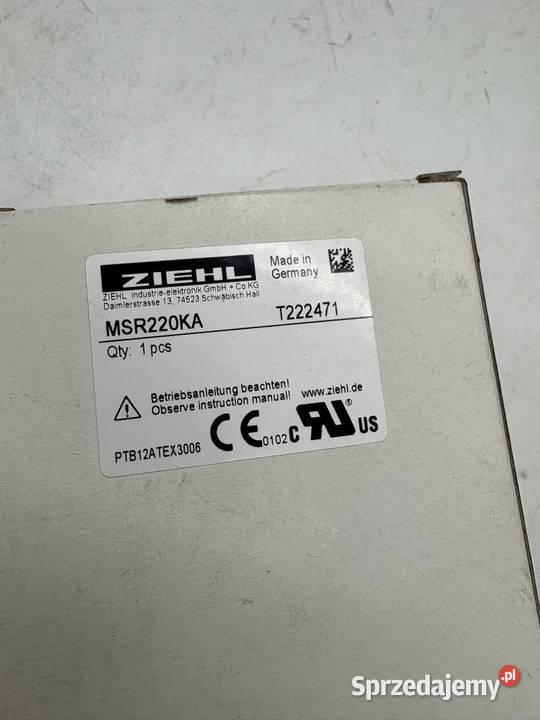 ZIEHL
ZIEHL industrie-elektronik GmbH + Co KG
Daimlerstrasse 13, 74523 Schwäbisch Hall
Made in
Germany
MSR220KA T222471
Qty: 1 pcs
Betriebsanleitung beachten! www.ziehl.de
Observe instruction manual!
PTB12ATEX3006 CE 0102 C RU ® US
Sprzedajemy.pl